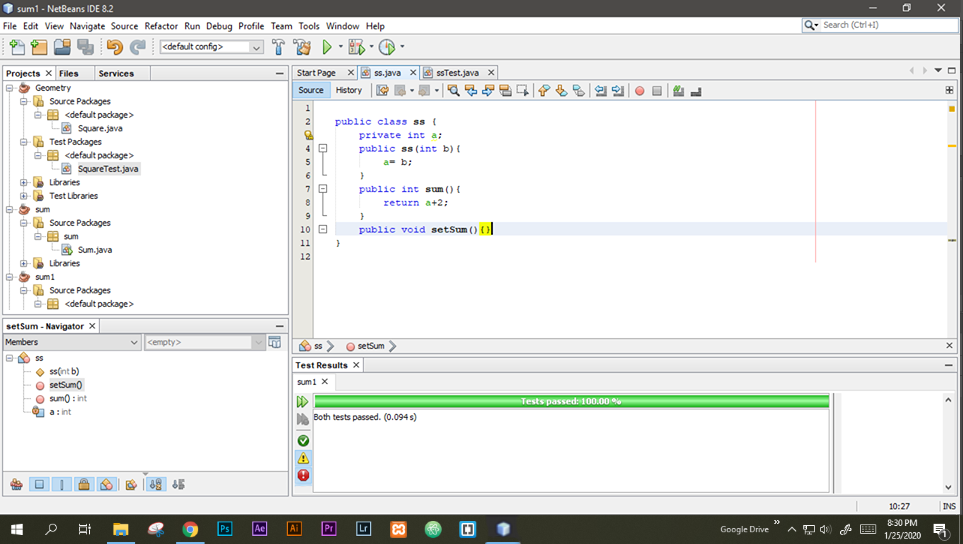 sum1 - NetBeans IDE 8.2
File Edit View Navigate Source Refactor Run Debug Profile Team Tools Window Help
Search (Ctrl+I)
<default config>
Projects Files Services
Geometry
Source Packages
<default package>
Square.java
Test Packages
<default package>
SquareTest.java
Libraries
Test Libraries
sum
Source Packages
sum
Sum.java
Libraries
sum1
Source Packages
<default package>
setSum - Navigator
Members <empty>
ss
ss(int b)
setSum()
sum() : int
a : int
Start Page ss.java ssTest.java
Source History
1
2 public class ss {
private int a;
4 public ss(int b){
5 a= b;
6 }
7 public int sum(){
8 return a+2;
9 }
10 public void setSum(){}
11 }
12
ss setSum
Test Results
sum1
Tests passed: 100.00 %
Both tests passed. (0.094 s)
10:27 INS
Ps Ae Ai Pr Lr
Google Drive
8:30 PM
1/25/2020
1